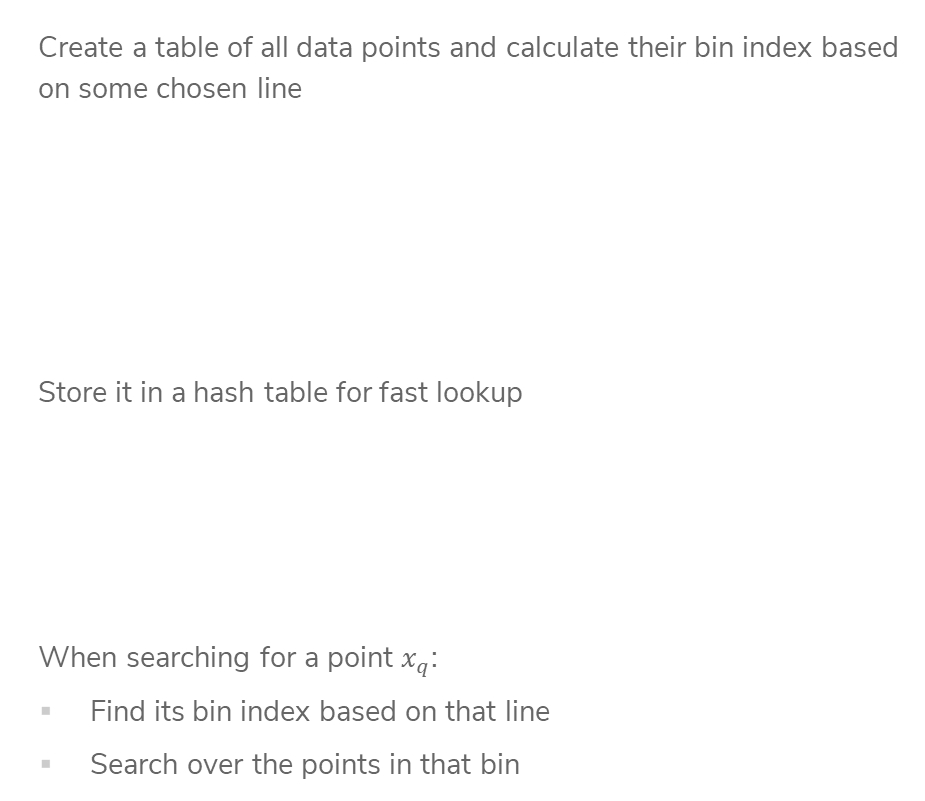 Create a table of all data points and calculate their bin index based
on some chosen line
Store it in a hash table for fast lookup
When searching for a point $x_q$:
▪ Find its bin index based on that line
▪ Search over the points in that bin